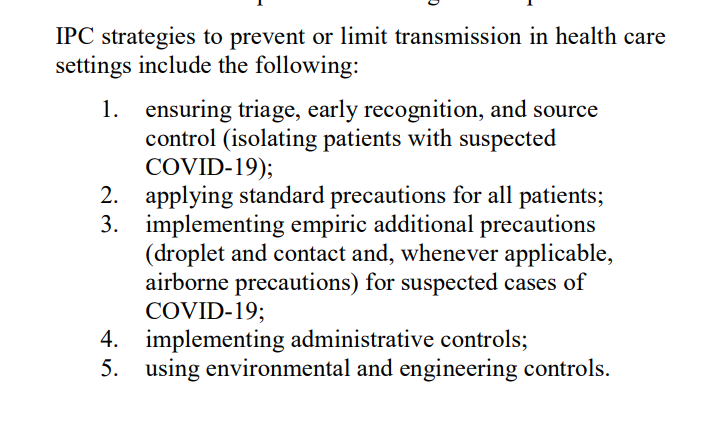 IPC strategies to prevent or limit transmission in health care
settings include the following:
1. ensuring triage, early recognition, and source
control (isolating patients with suspected
COVID-19);
2. applying standard precautions for all patients;
3. implementing empiric additional precautions
(droplet and contact and, whenever applicable,
airborne precautions) for suspected cases of
COVID-19;
4. implementing administrative controls;
5. using environmental and engineering controls.